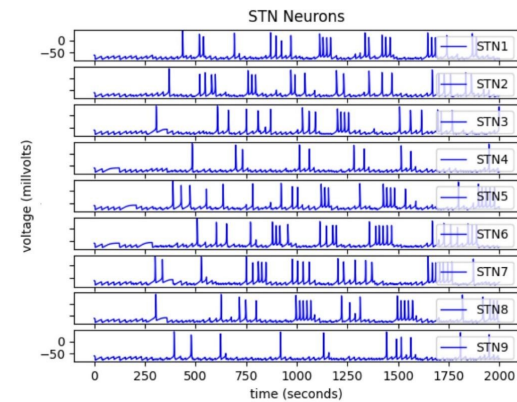 STN Neurons
0
−50
STN1
STN2
STN3
STN4
STN5
STN6
STN7
STN8
0
−50
STN9
voltage (millvolts)
0 250 500 750 1000 1250 1500 1750 2000
time (seconds)